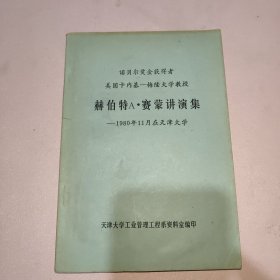 诺贝尔奖金获得者
美国卡内基—梅隆大学教授
赫伯特A·赛蒙讲演集
—1980年11月在天津大学
天津大学工业管理工程系资料室编印